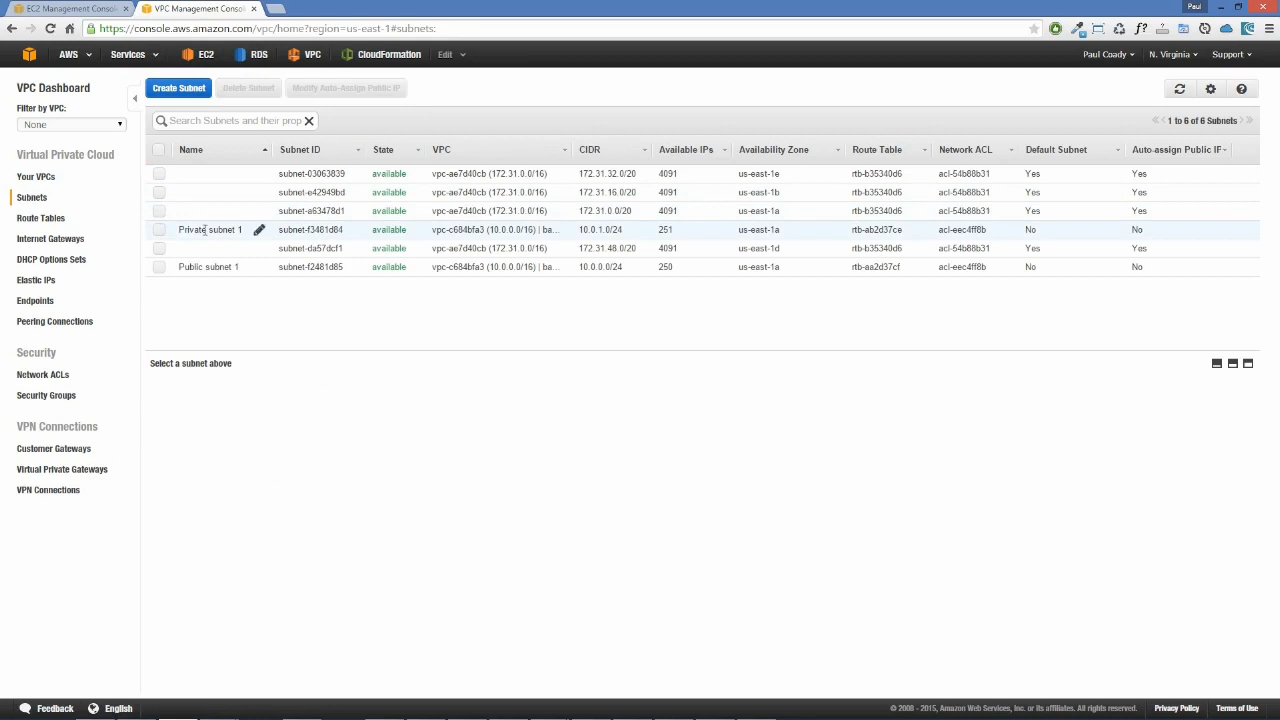 EC2 Management Consol
VPC Management Conso
Paul
https://console.aws.amazon.com/vpc/home?region=us-east-1#subnets:
AWS Services EC2 RDS VPC CloudFormation Edit Paul Coady N. Virginia Support
VPC Dashboard
Filter by VPC:
None
Virtual Private Cloud
Your VPCs
Subnets
Route Tables
Internet Gateways
DHCP Options Sets
Elastic IPs
Endpoints
Peering Connections
Security
Network ACLs
Security Groups
VPN Connections
Customer Gateways
Virtual Private Gateways
VPN Connections
Create Subnet Delete Subnet Modify Auto-Assign Public IP
Search Subnets and their prop
1 to 6 of 6 Subnets
Name Subnet ID State VPC CIDR Available IPs Availability Zone Route Table Network ACL Default Subnet Auto-assign Public IP
subnet-03063839 available vpc-ae7d40cb (172.31.0.0/16) 172.31.32.0/20 4091 us-east-1e rtb-b35340d6 acl-54b88b31 Yes Yes
subnet-e42949bd available vpc-ae7d40cb (172.31.0.0/16) 172.31.16.0/20 4091 us-east-1b rtb-b35340d6 acl-54b88b31 Yes Yes
subnet-a63478d1 available vpc-ae7d40cb (172.31.0.0/16) 172.31.0.0/20 4091 us-east-1a rtb-b35340d6 acl-54b88b31 Yes Yes
Private subnet 1 subnet-f3481d84 available vpc-c684bfa3 (10.0.0.0/16) | ba... 10.0.1.0/24 251 us-east-1a rtb-ab2d37ce acl-eec4ff8b No No
subnet-da57dcf1 available vpc-ae7d40cb (172.31.0.0/16) 172.31.48.0/20 4091 us-east-1d rtb-b35340d6 acl-54b88b31 Yes Yes
Public subnet 1 subnet-f2481d85 available vpc-c684bfa3 (10.0.0.0/16) | ba... 10.0.0.0/24 250 us-east-1a rtb-aa2d37cf acl-eec4ff8b No No
Select a subnet above
Feedback English © 2008 - 2015, Amazon Web Services, Inc. or its affiliates. All rights reserved. Privacy Policy Terms of Use